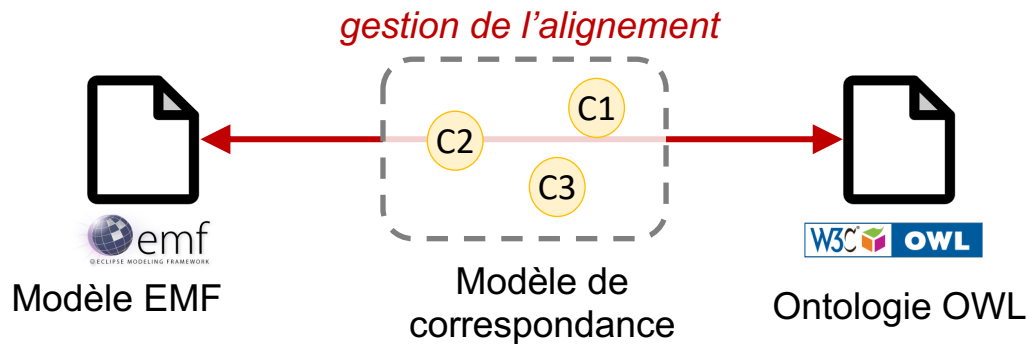 gestion de l’alignement
C1
C2
C3
emf
ECLIPSE MODELING FRAMEWORK
W3C OWL
Modèle EMF
Modèle de
correspondance
Ontologie OWL